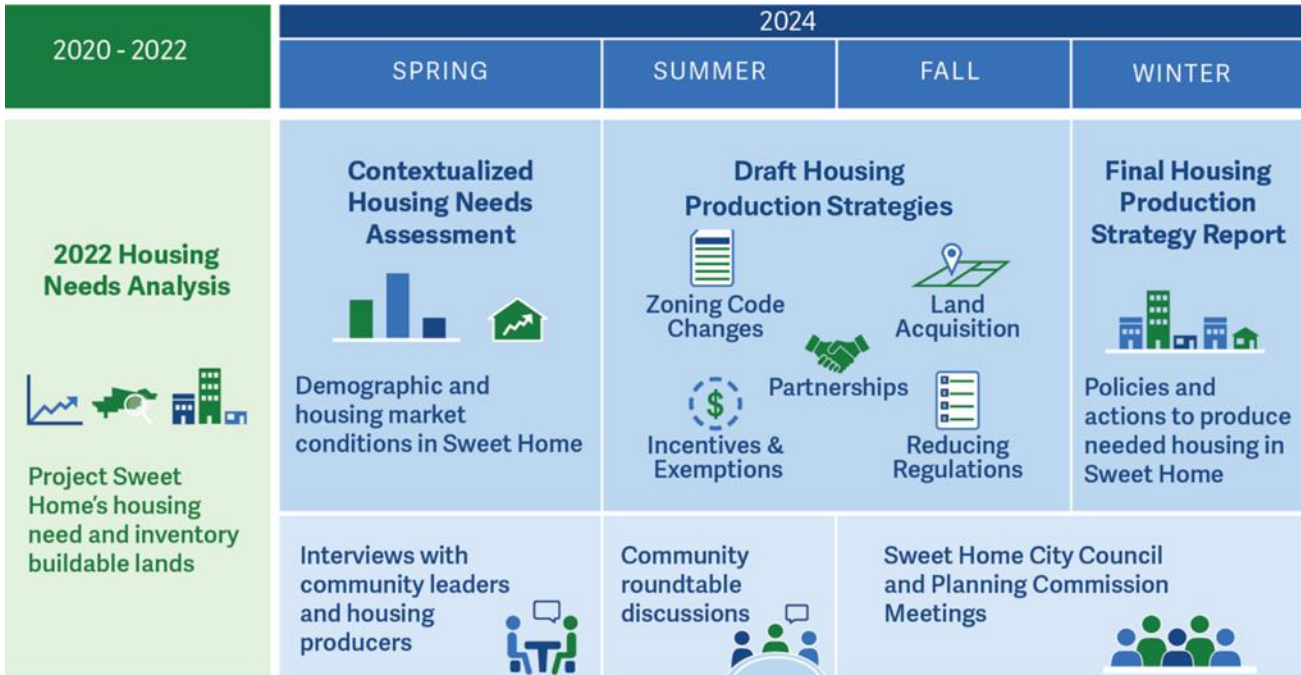 2020 - 2022
2024
SPRING
SUMMER
FALL
WINTER
2022 Housing
Needs Analysis
Project Sweet
Home's housing
need and inventory
buildable lands
Contextualized
Housing Needs
Assessment
Demographic and
housing market
conditions in Sweet Home
Draft Housing
Production Strategies
Zoning Code
Changes
Land
Acquisition
Partnerships
$
Incentives &
Exemptions
Reducing
Regulations
Final Housing
Production
Strategy Report
Policies and
actions to produce
needed housing in
Sweet Home
Interviews with
community leaders
and housing
producers
Community
roundtable
discussions
Sweet Home City Council
and Planning Commission
Meetings